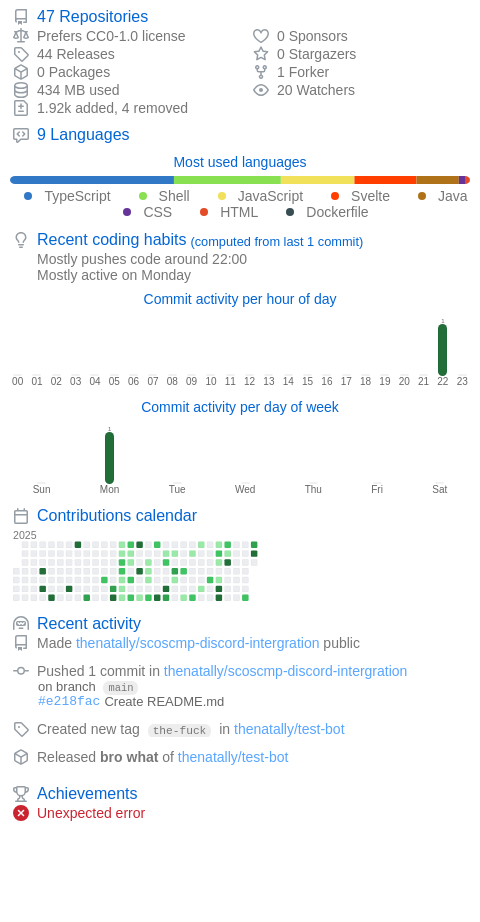 47 Repositories
Prefers CC0-1.0 license
0 Sponsors
44 Releases
0 Stargazers
0 Packages
1 Forker
434 MB used
20 Watchers
1.92k added, 4 removed
9 Languages
Most used languages
TypeScript Shell JavaScript Svelte Java
CSS HTML Dockerfile
Recent coding habits (computed from last 1 commit)
Mostly pushes code around 22:00
Mostly active on Monday
Commit activity per hour of day
1
00 01 02 03 04 05 06 07 08 09 10 11 12 13 14 15 16 17 18 19 20 21 22 23
Commit activity per day of week
1
Sun Mon Tue Wed Thu Fri Sat
Contributions calendar
2025
Recent activity
Made thenatally/scoscmp-discord-intergration public
Pushed 1 commit in thenatally/scoscmp-discord-intergration
on branch main
#e218fac Create README.md
Created new tag the-fuck in thenatally/test-bot
Released bro what of thenatally/test-bot
Achievements
Unexpected error